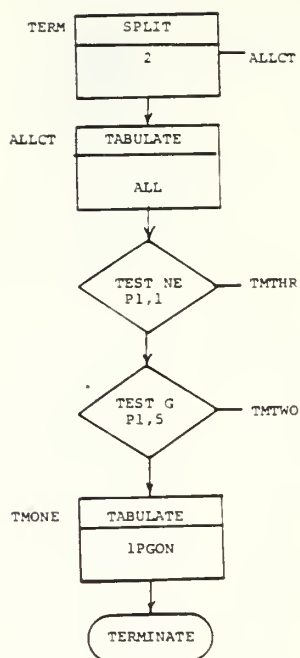 TERM
SPLIT
2
ALLCT
ALLCT
TABULATE
ALL
TEST NE
P1,1
TMTHR
TEST G
P1,5
TMTWO
TMONE
TABULATE
1PGON
TERMINATE